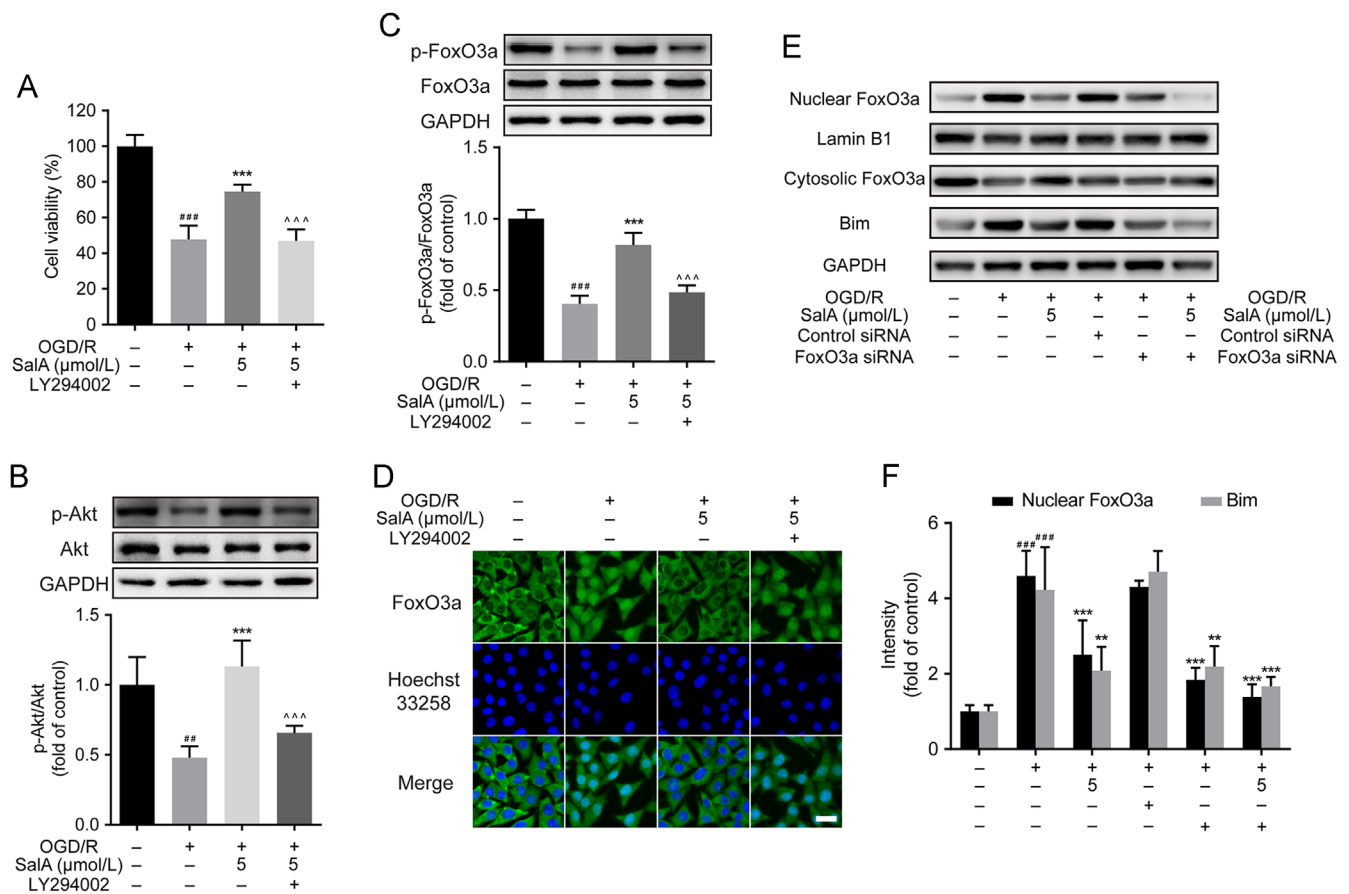 A
Cell viability (%)
120
100
80
60
40
20
0
###
***
^^^
OGD/R – + + +
SalA (μmol/L) – – 5 5
LY294002 – – – +
B
p-Akt
Akt
GAPDH
p-Akt/Akt
(fold of control)
1.5
1.0
0.5
0.0
##
***
^^^
OGD/R – + + +
SalA (μmol/L) – – 5 5
LY294002 – – – +
C
p-FoxO3a
FoxO3a
GAPDH
p-FoxO3a/FoxO3a
(fold of control)
1.5
1.0
0.5
0.0
###
***
^^^
OGD/R – + + +
SalA (μmol/L) – – 5 5
LY294002 – – – +
D
OGD/R – + + +
SalA (μmol/L) – – 5 5
LY294002 – – – +
FoxO3a
Hoechst
33258
Merge
E
Nuclear FoxO3a
Lamin B1
Cytosolic FoxO3a
Bim
GAPDH
OGD/R – + + + + + OGD/R
SalA (μmol/L) – – 5 – – 5 SalA (μmol/L)
Control siRNA – – – + – – Control siRNA
FoxO3a siRNA – – – – + + FoxO3a siRNA
F
Nuclear FoxO3a Bim
Intensity
(fold of control)
6
4
2
0
### ###
*** **
*** **
*** ***
– + + + + +
– – 5 – – 5
– – – + – –
– – – – + +